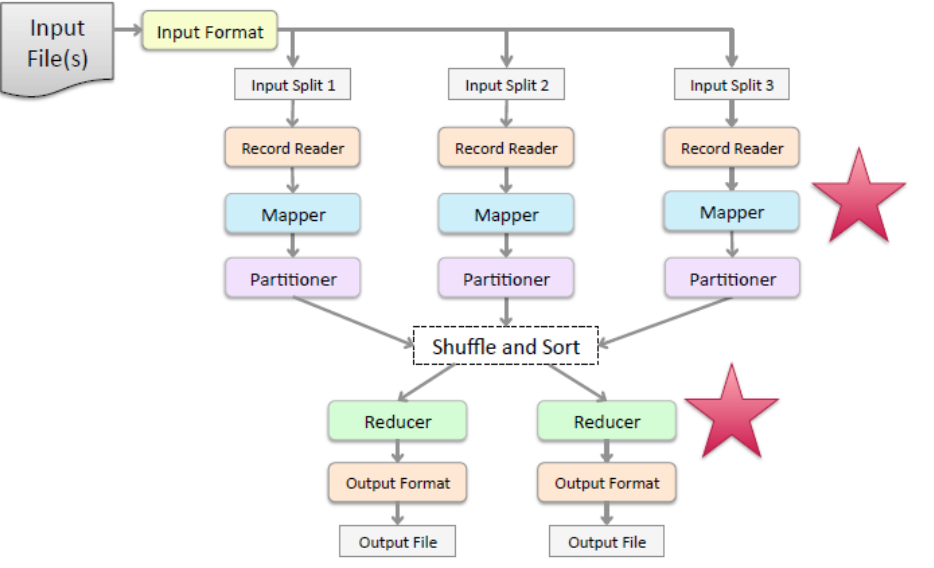 Input
File(s)
Input Format
Input Split 1
Input Split 2
Input Split 3
Record Reader
Record Reader
Record Reader
Mapper
Mapper
Mapper
Partitioner
Partitioner
Partitioner
Shuffle and Sort
Reducer
Reducer
Output Format
Output Format
Output File
Output File